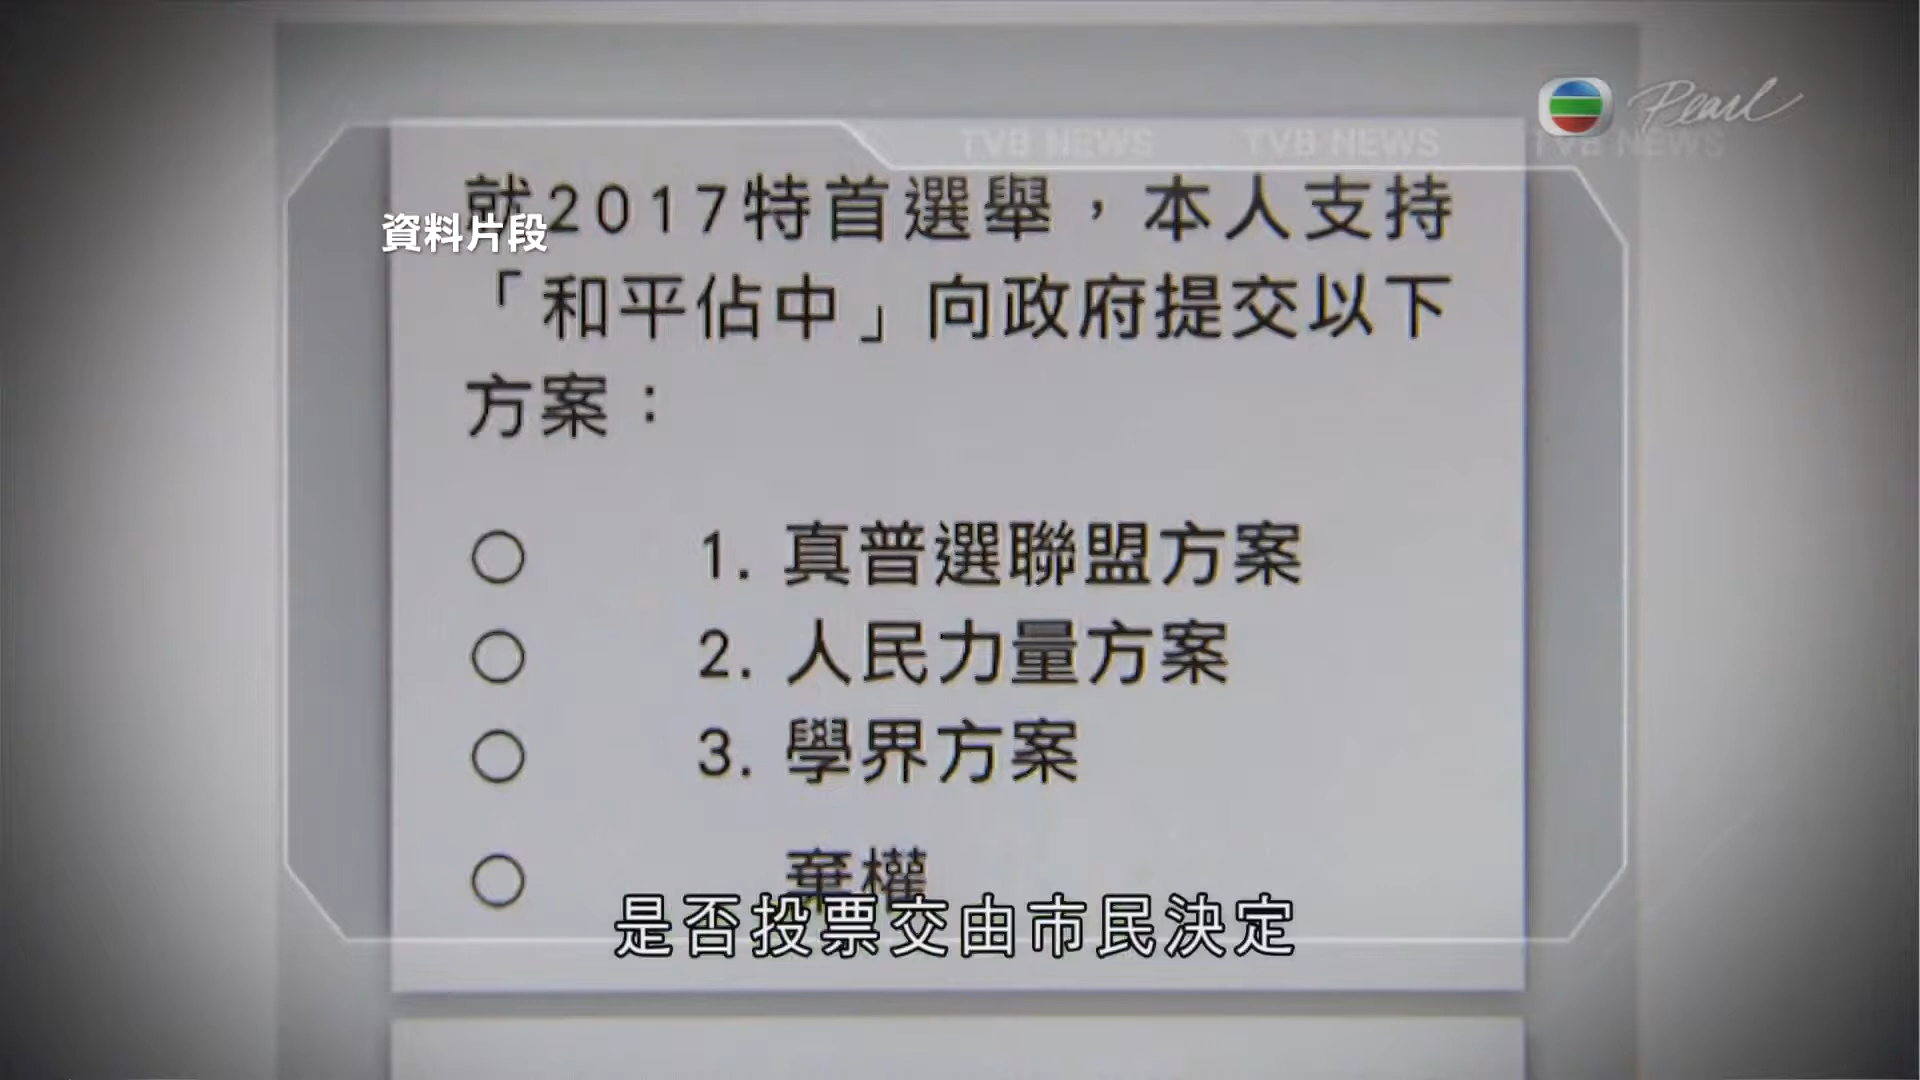 Pearl
TVB NEWS TVB NEWS TVB NEWS
就2017特首選舉，本人支持
資料片段
「和平佔中」向政府提交以下
方案：
1. 真普選聯盟方案
2. 人民力量方案
3. 學界方案
棄權
是否投票交由市民決定